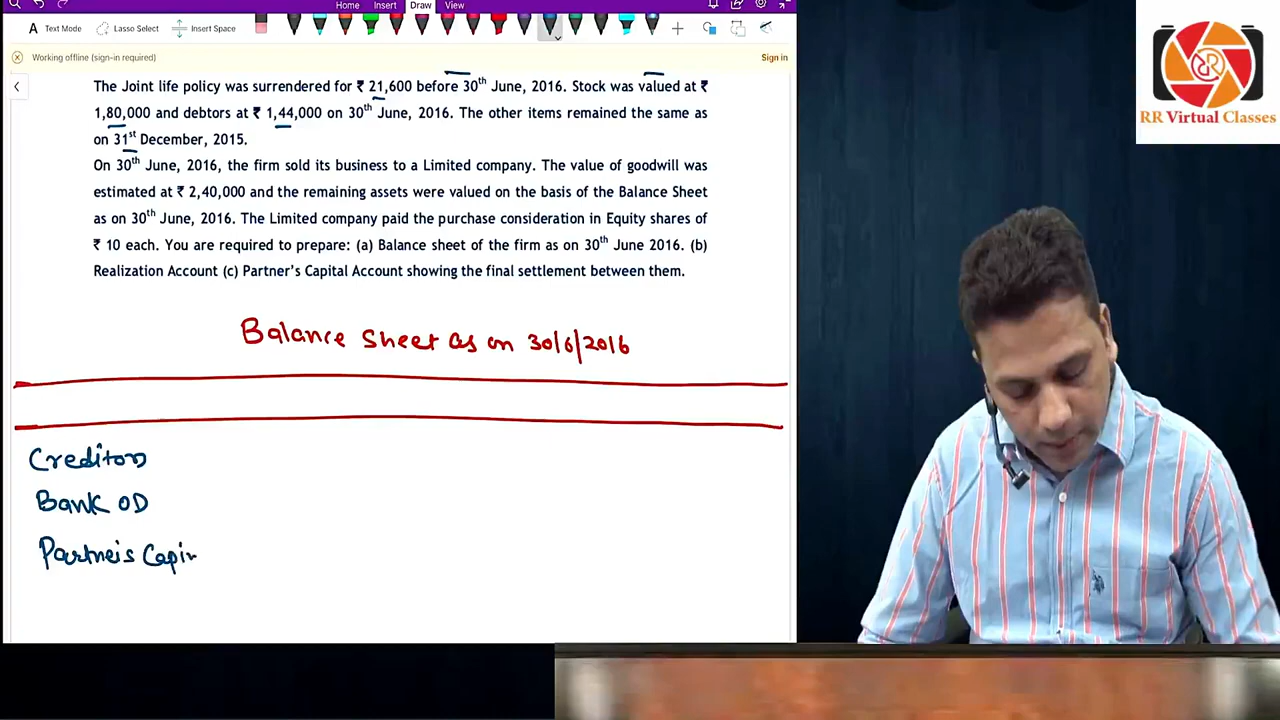 Home Insert Draw View
Text Mode Lasso Select Insert Space
Working offline (sign-in required) Sign in
The Joint life policy was surrendered for ₹ 21,600 before 30th June, 2016. Stock was valued at ₹
1,80,000 and debtors at ₹ 1,44,000 on 30th June, 2016. The other items remained the same as
on 31st December, 2015.
On 30th June, 2016, the firm sold its business to a Limited company. The value of goodwill was
estimated at ₹ 2,40,000 and the remaining assets were valued on the basis of the Balance Sheet
as on 30th June, 2016. The Limited company paid the purchase consideration in Equity shares of
₹ 10 each. You are required to prepare: (a) Balance sheet of the firm as on 30th June 2016. (b)
Realization Account (c) Partner's Capital Account showing the final settlement between them.
Balance Sheet as on 30/6/2016
Creditors
Bank OD
Partner's Capi
RR Virtual Classes